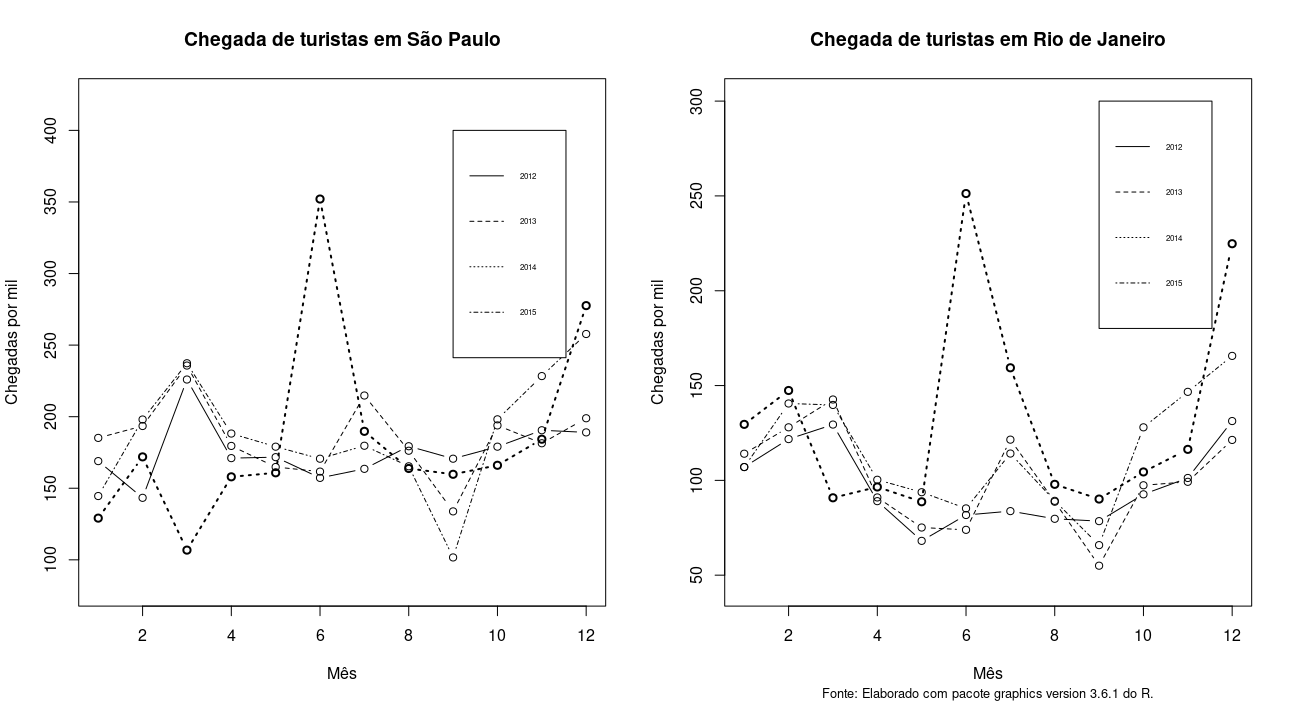 Chegada de turistas em São Paulo
Chegadas por mil
400
350
300
250
200
150
100
2 4 6 8 10 12
Mês
2012
2013
2014
2015
Chegada de turistas em Rio de Janeiro
Chegadas por mil
300
250
200
150
100
50
2 4 6 8 10 12
Mês
2012
2013
2014
2015
Fonte: Elaborado com pacote graphics version 3.6.1 do R.